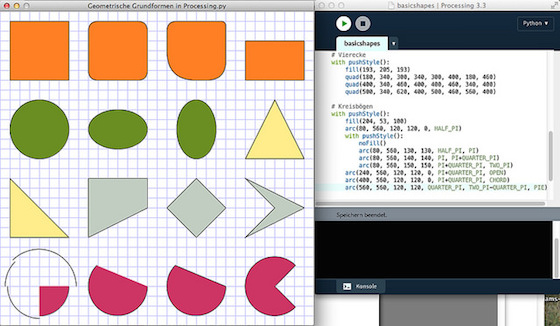 Geometrische Grundformen in Processing.py
basicshapes | Processing 3.3
Python
basicshapes
# Vierecke
with pushStyle():
fill(193, 205, 193)
quad(180, 340, 300, 340, 300, 400, 180, 460)
quad(400, 340, 460, 400, 400, 460, 340, 400)
quad(500, 340, 620, 400, 500, 460, 560, 400)
# Kreisbögen
with pushStyle():
fill(204, 53, 100)
arc(80, 560, 120, 120, 0, HALF_PI)
with pushStyle():
noFill()
arc(80, 560, 130, 130, HALF_PI, PI)
arc(80, 560, 140, 140, PI, PI+QUARTER_PI)
arc(80, 560, 150, 150, PI+QUARTER_PI, TWO_PI)
arc(240, 560, 120, 120, 0, PI+QUARTER_PI, OPEN)
arc(400, 560, 120, 120, 0, PI+QUARTER_PI, CHORD)
arc(560, 560, 120, 120, QUARTER_PI, TWO_PI-QUARTER_PI, PIE)
Speichern beendet.
Konsole